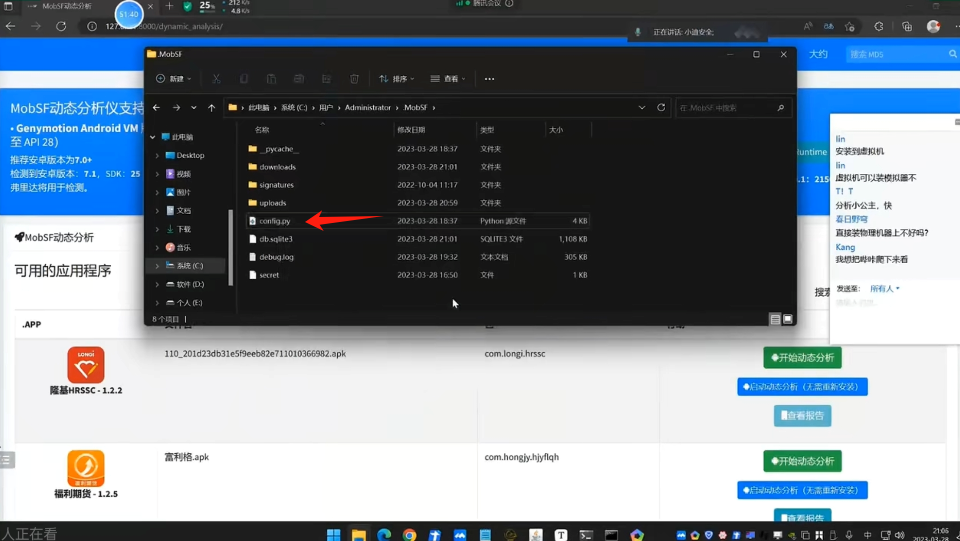 MobSF动态分析
51:40
25%
212 K/s
4.8 K/s
腾讯会议
:8000/dynamic_analysis/
正在讲话: 小迪安全;
大约
搜索 MD5
.MobSF
新建
排序
查看
此电脑 › 系统 (C:) › 用户 › Administrator › .MobSF ›
在 .MobSF 中搜索
名称 修改日期 类型 大小
此电脑
Desktop
视频
图片
文档
下载
音乐
系统 (C:)
软件 (D:)
个人 (E:)
__pycache__ 2023-03-28 18:37 文件夹
downloads 2023-03-28 21:01 文件夹
signatures 2022-10-04 11:17 文件夹
uploads 2023-03-28 20:59 文件夹
config.py 2023-03-28 18:37 Python 源文件 4 KB
db.sqlite3 2023-03-28 21:01 SQLITE3 文件 1,108 KB
debug.log 2023-03-28 19:32 文本文档 305 KB
secret 2023-03-28 16:50 文件 1 KB
8 个项目
MobSF动态分析仪支持
• Genymotion Android VM
至 API 28）
推荐安卓版本为7.0+
检测到安卓版本：7.1，SDK：25
弗里达将用于检测。
Runtime
lin
安装到虚拟机
lin
虚拟机可以装模拟器不
T！T
分析小公主，快
春日野穹
直接装物理机器上不好吗?
Kang
我想把哔咔爬下来看
发送至: 所有人
MobSF动态分析
可用的应用程序
搜索
.APP
LONGi
隆基HRSSC - 1.2.2
110_201d23db31e5f9eeb82e711010366982.apk
com.longi.hrssc
开始动态分析
启动动态分析（无需重新安装）
查看报告
福利期货 - 1.2.5
富利格.apk
com.hongjy.hjyflqh
开始动态分析
启动动态分析（无需重新安装）
查看报告
人正在看
中
21:06
2023-03-28